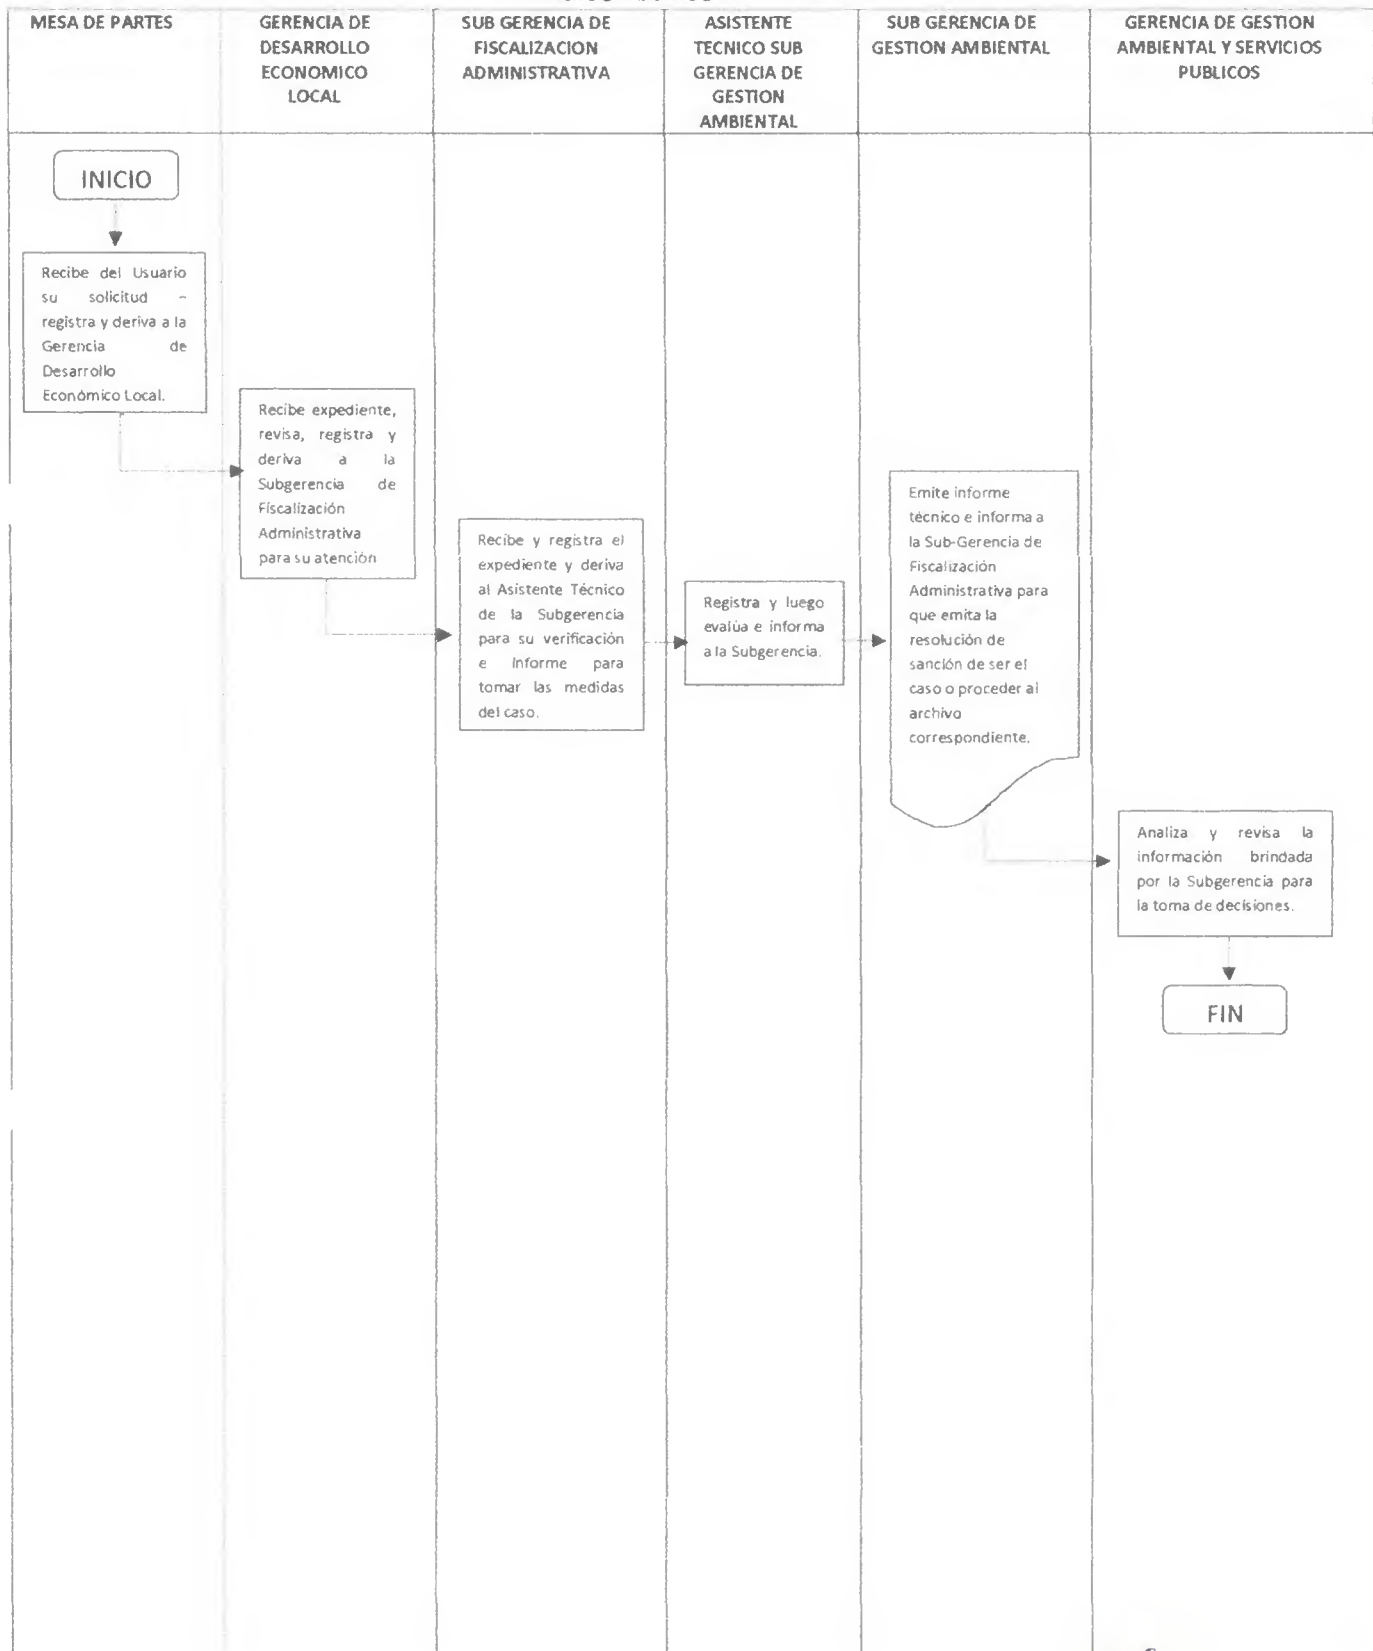 MESA DE PARTES
GERENCIA DE
DESARROLLO
ECONOMICO
LOCAL
SUB GERENCIA DE
FISCALIZACION
ADMINISTRATIVA
ASISTENTE
TECNICO SUB
GERENCIA DE
GESTION
AMBIENTAL
SUB GERENCIA DE
GESTION AMBIENTAL
GERENCIA DE GESTION
AMBIENTAL Y SERVICIOS
PUBLICOS
INICIO
Recibe del Usuario
su solicitud –
registra y deriva a la
Gerencia de
Desarrollo
Económico Local.
Recibe expediente,
revisa, registra y
deriva a la
Subgerencia de
Fiscalización
Administrativa
para su atención
Recibe y registra el
expediente y deriva
al Asistente Técnico
de la Subgerencia
para su verificación
e Informe para
tomar las medidas
del caso.
Registra y luego
evalúa e informa
a la Subgerencia.
Emite informe
técnico e informa a
la Sub-Gerencia de
Fiscalización
Administrativa para
que emita la
resolución de
sanción de ser el
caso o proceder al
archivo
correspondiente.
Analiza y revisa la
información brindada
por la Subgerencia para
la toma de decisiones.
FIN